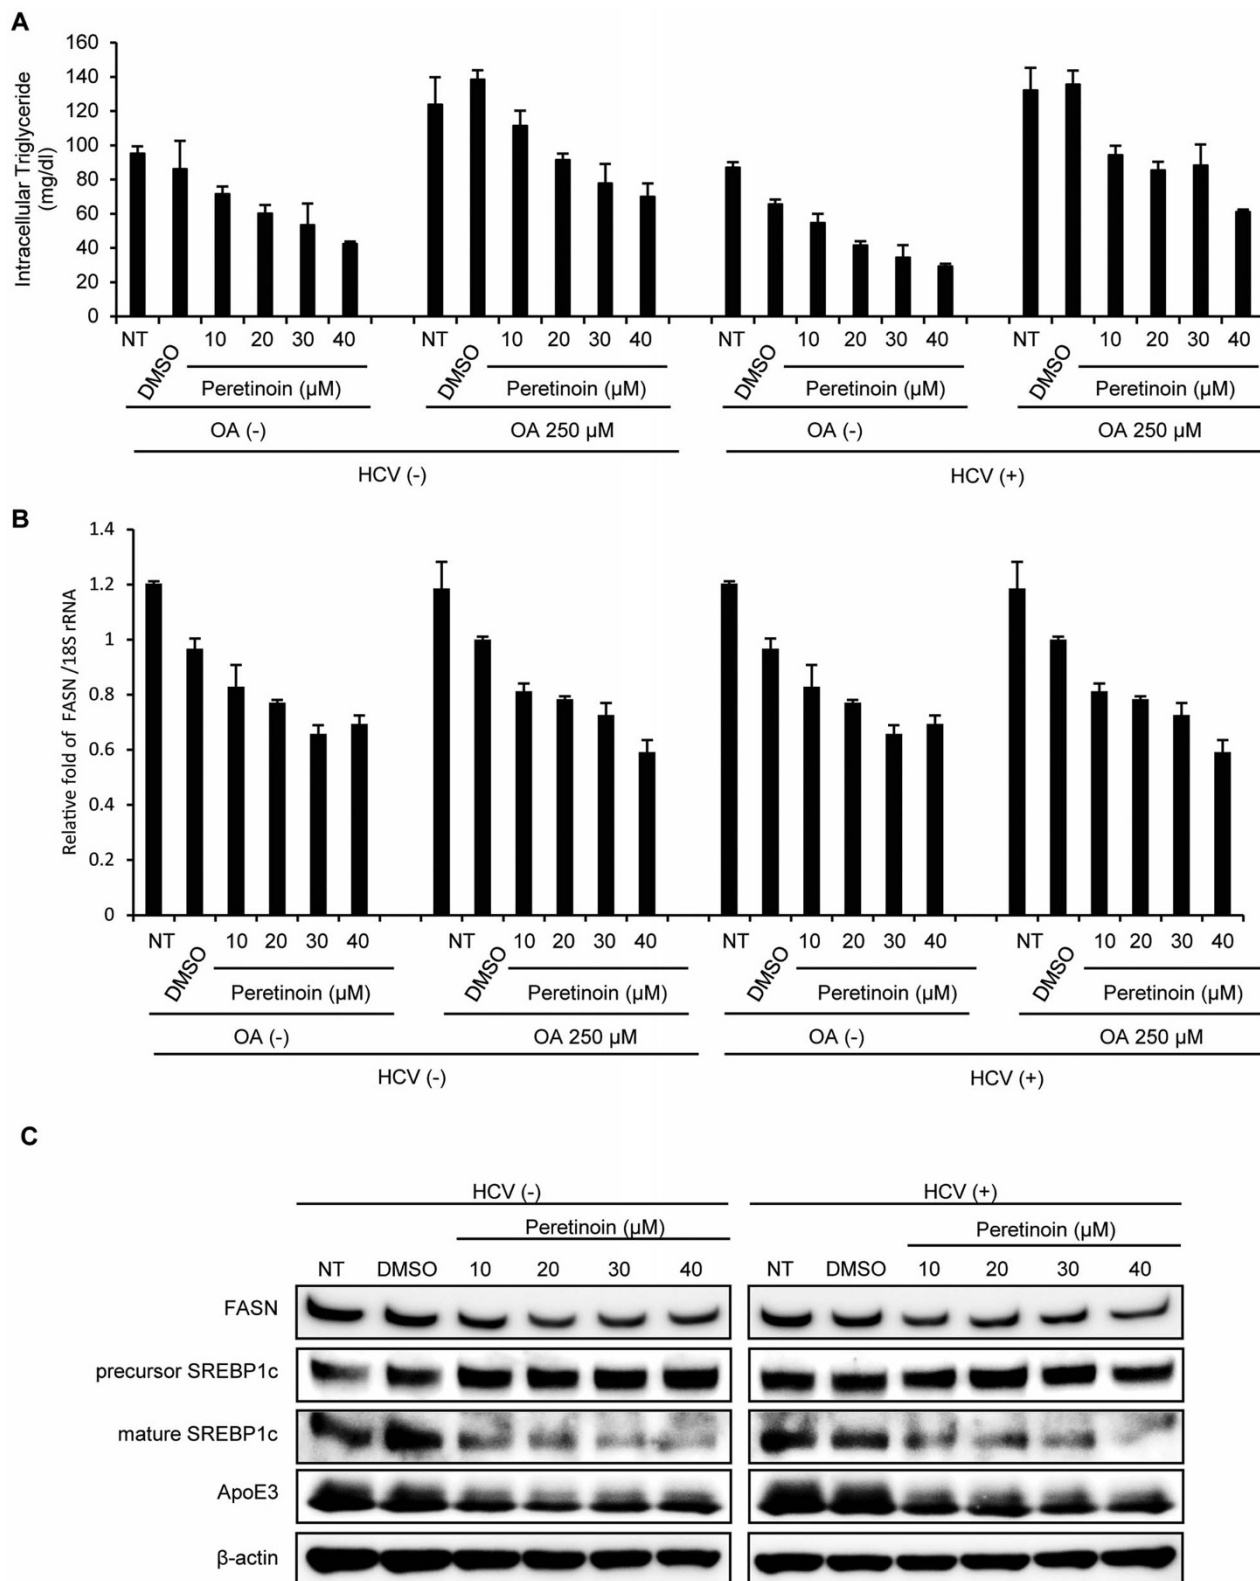 A
160
140
120
100
80
60
40
20
0
Intracellular Triglyceride
(mg/dl)
NT DMSO 10 20 30 40 NT DMSO 10 20 30 40 NT DMSO 10 20 30 40 NT DMSO 10 20 30 40
Peretinoin (µM) Peretinoin (µM) Peretinoin (µM) Peretinoin (µM)
OA (-) OA 250 µM OA (-) OA 250 µM
HCV (-) HCV (+)
B
1.4
1.2
1
0.8
0.6
0.4
0.2
0
Relative fold of FASN /18S rRNA
NT DMSO 10 20 30 40 NT DMSO 10 20 30 40 NT DMSO 10 20 30 40 NT DMSO 10 20 30 40
Peretinoin (µM) Peretinoin (µM) Peretinoin (µM) Peretinoin (µM)
OA (-) OA 250 µM OA (-) OA 250 µM
HCV (-) HCV (+)
C
HCV (-) HCV (+)
Peretinoin (µM) Peretinoin (µM)
NT DMSO 10 20 30 40 NT DMSO 10 20 30 40
FASN
precursor SREBP1c
mature SREBP1c
ApoE3
β-actin